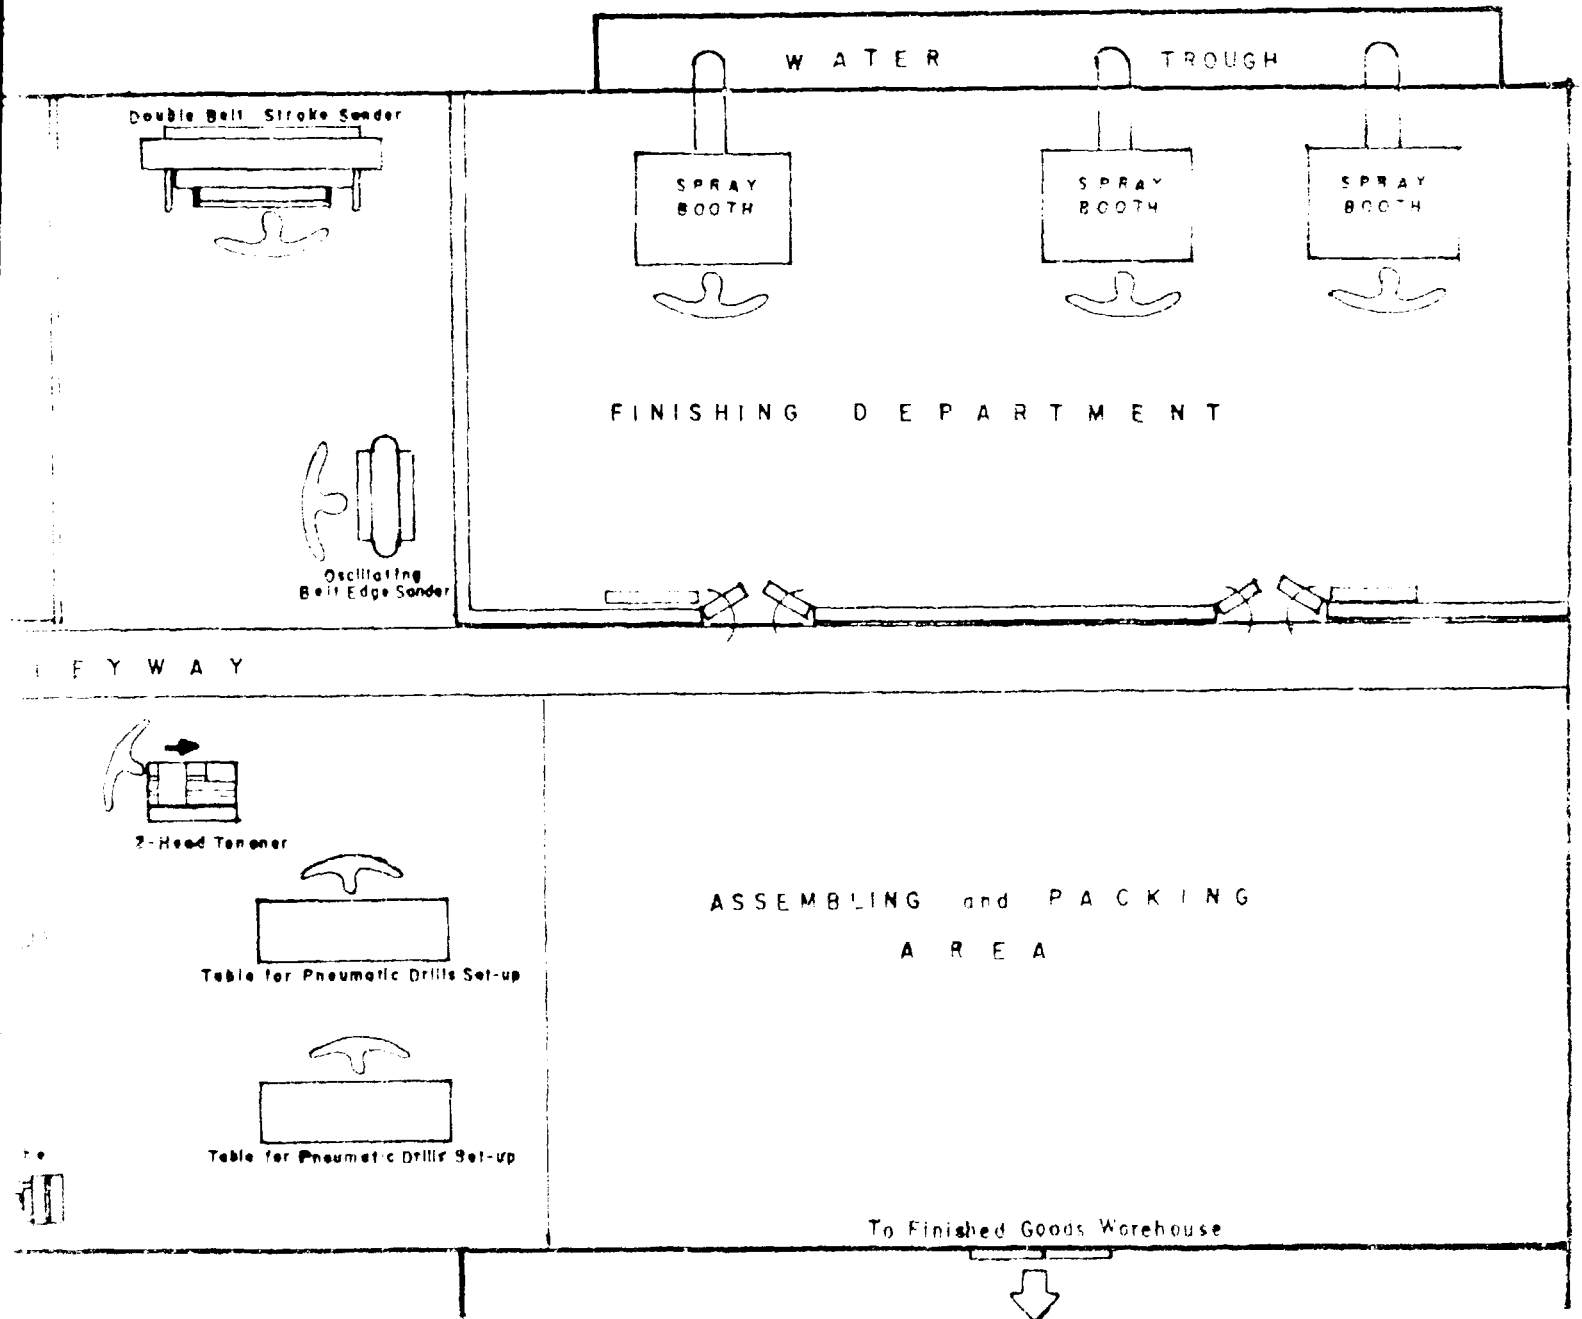 WATER TROUGH
Double Belt Stroke Sander
SPRAY
BOOTH
SPRAY
BOOTH
SPRAY
BOOTH
FINISHING DEPARTMENT
Oscillating
Belt Edge Sander
EYWAY
2-Head Tenoner
ASSEMBLING and PACKING
AREA
Table for Pneumatic Drills Set-up
Table for Pneumatic Drills Set-up
To Finished Goods Warehouse